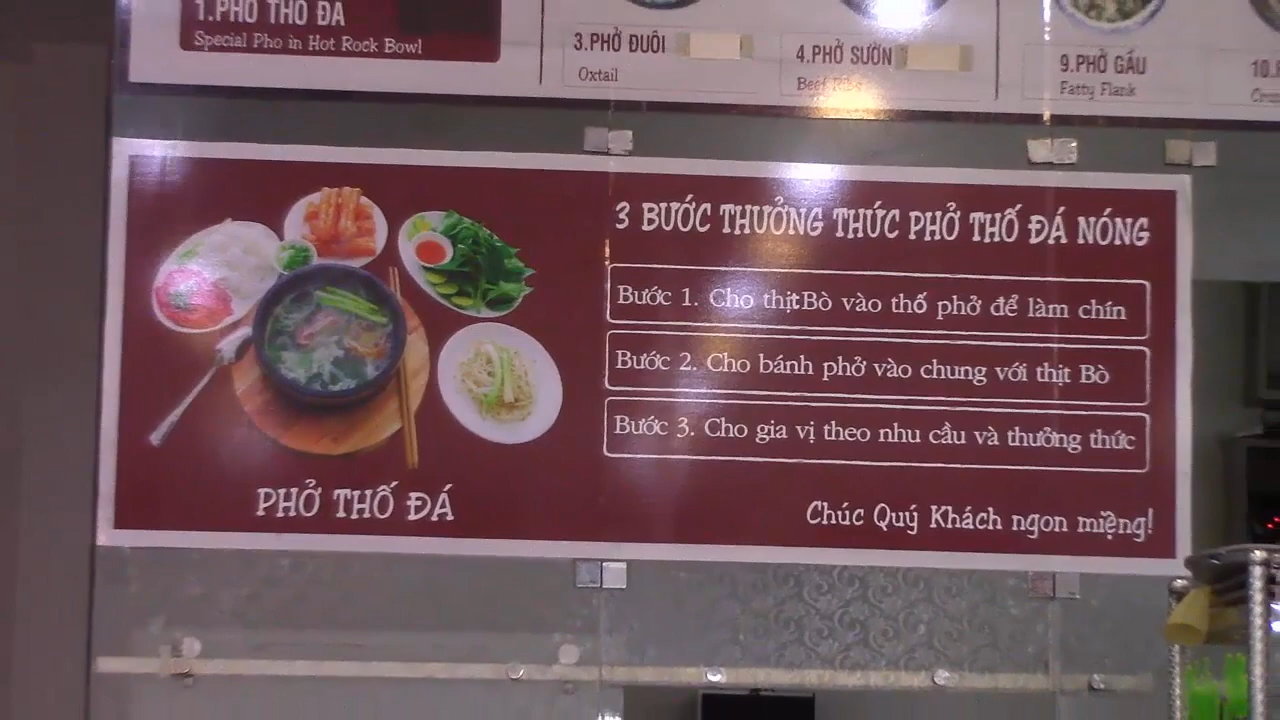 1.PHỞ THỐ ĐÁ
Special Pho in Hot Rock Bowl
3.PHỞ ĐUÔI
Oxtail
4.PHỞ SƯỜN
Beef Ribs
9.PHỞ GẦU
Fatty Flank
10.
3 BƯỚC THƯỞNG THỨC PHỞ THỐ ĐÁ NÓNG
Bước 1. Cho thịt Bò vào thố phở để làm chín
Bước 2. Cho bánh phở vào chung với thịt Bò
Bước 3. Cho gia vị theo nhu cầu và thưởng thức
PHỞ THỐ ĐÁ
Chúc Quý Khách ngon miệng!